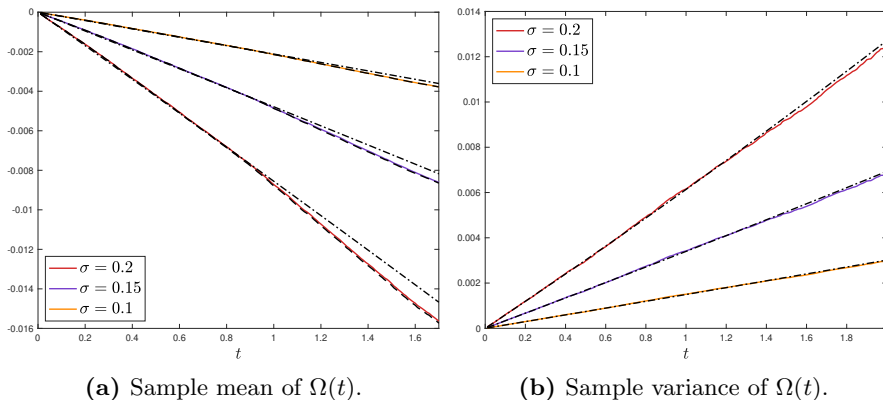 0
-0.002
-0.004
-0.006
-0.008
-0.01
-0.012
-0.014
-0.016
σ = 0.2
σ = 0.15
σ = 0.1
0 0.2 0.4 0.6 0.8 1 1.2 1.4 1.6
t
(a) Sample mean of Ω(t).
0.014
0.012
0.01
0.008
0.006
0.004
0.002
0
σ = 0.2
σ = 0.15
σ = 0.1
0 0.2 0.4 0.6 0.8 1 1.2 1.4 1.6 1.8
t
(b) Sample variance of Ω(t).